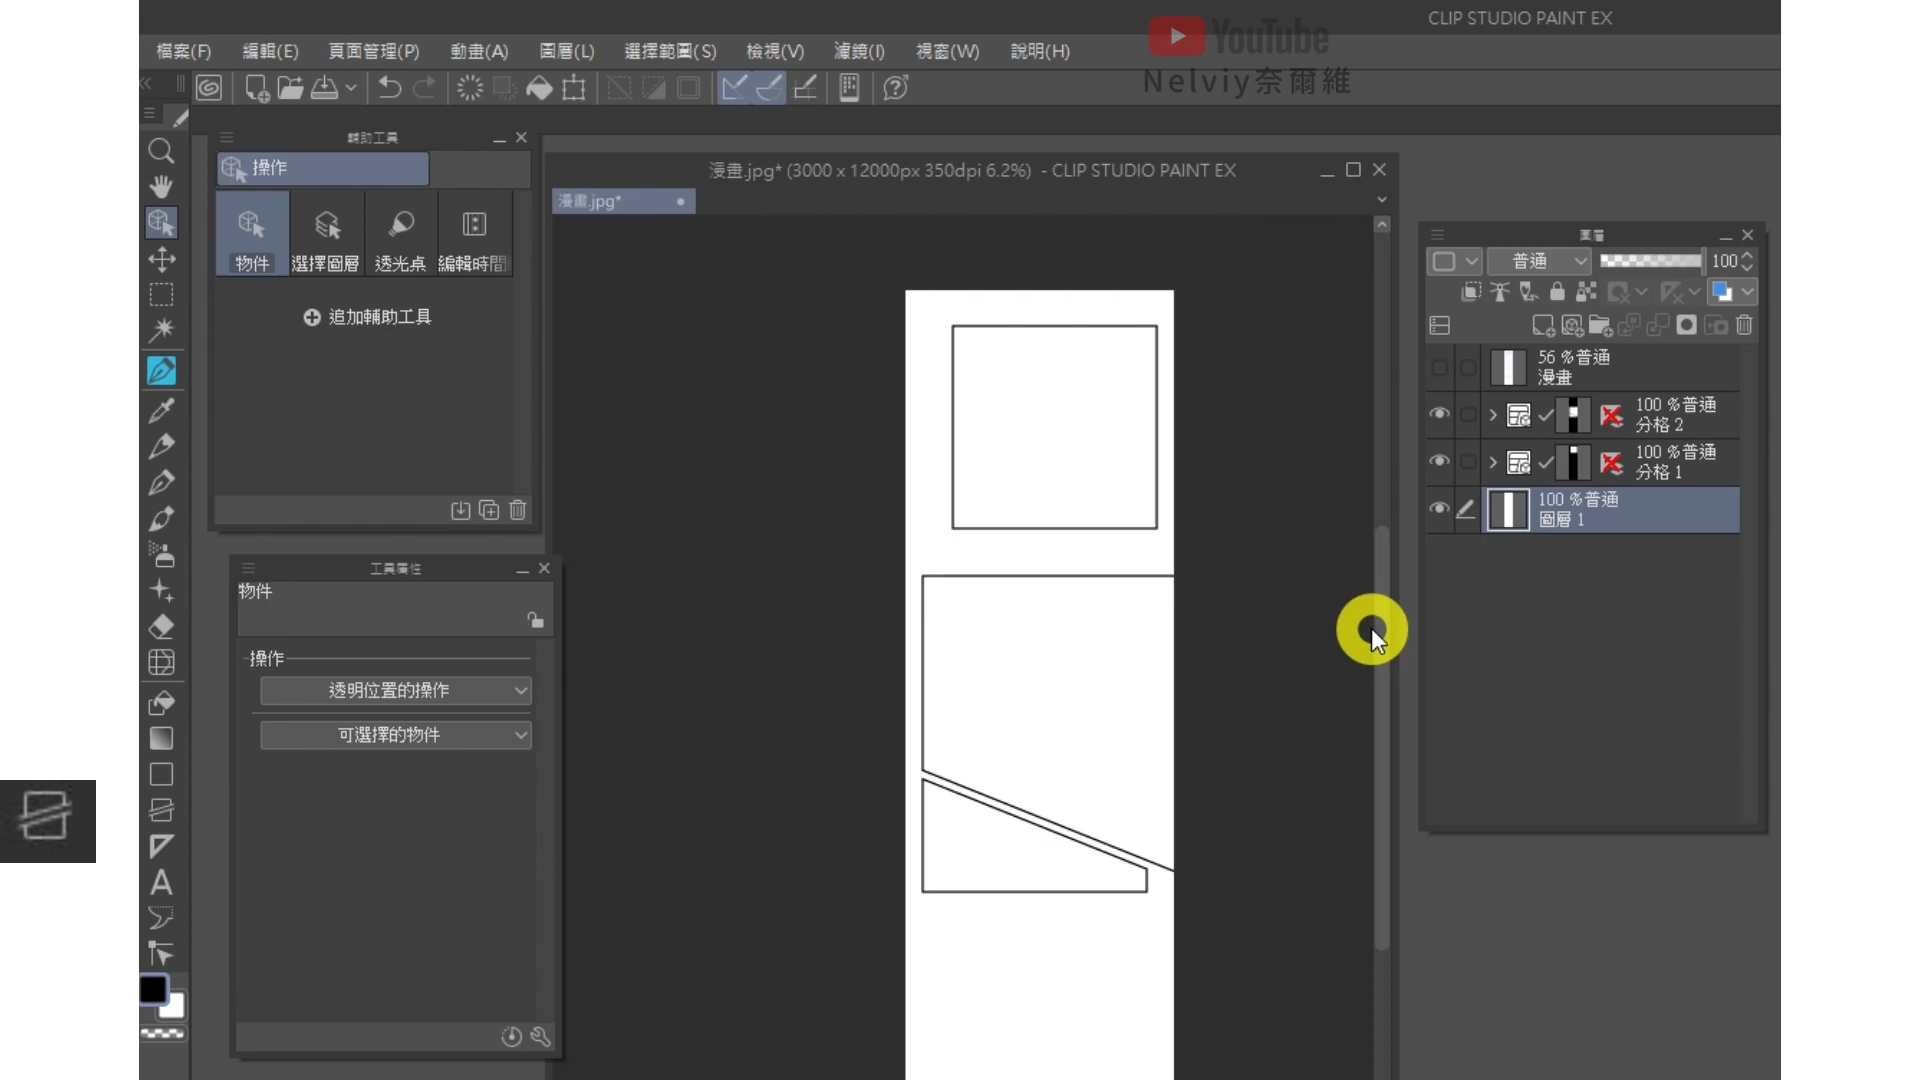 CLIP STUDIO PAINT EX
YouTube
Nelviy奈爾維
檔案(F) 編輯(E) 頁面管理(P) 動畫(A) 圖層(L) 選擇範圍(S) 檢視(V) 濾鏡(I) 視窗(W) 說明(H)
輔助工具
操作
物件 選擇圖層 透光点 編輯時間
追加輔助工具
工具屬性
物件
操作
透明位置的操作
可選擇的物件
漫畫.jpg* (3000 x 12000px 350dpi 6.2%) - CLIP STUDIO PAINT EX
漫畫.jpg*
圖層
普通 100
56 %普通
漫畫
100 %普通
分格 2
100 %普通
分格 1
100 %普通
圖層 1